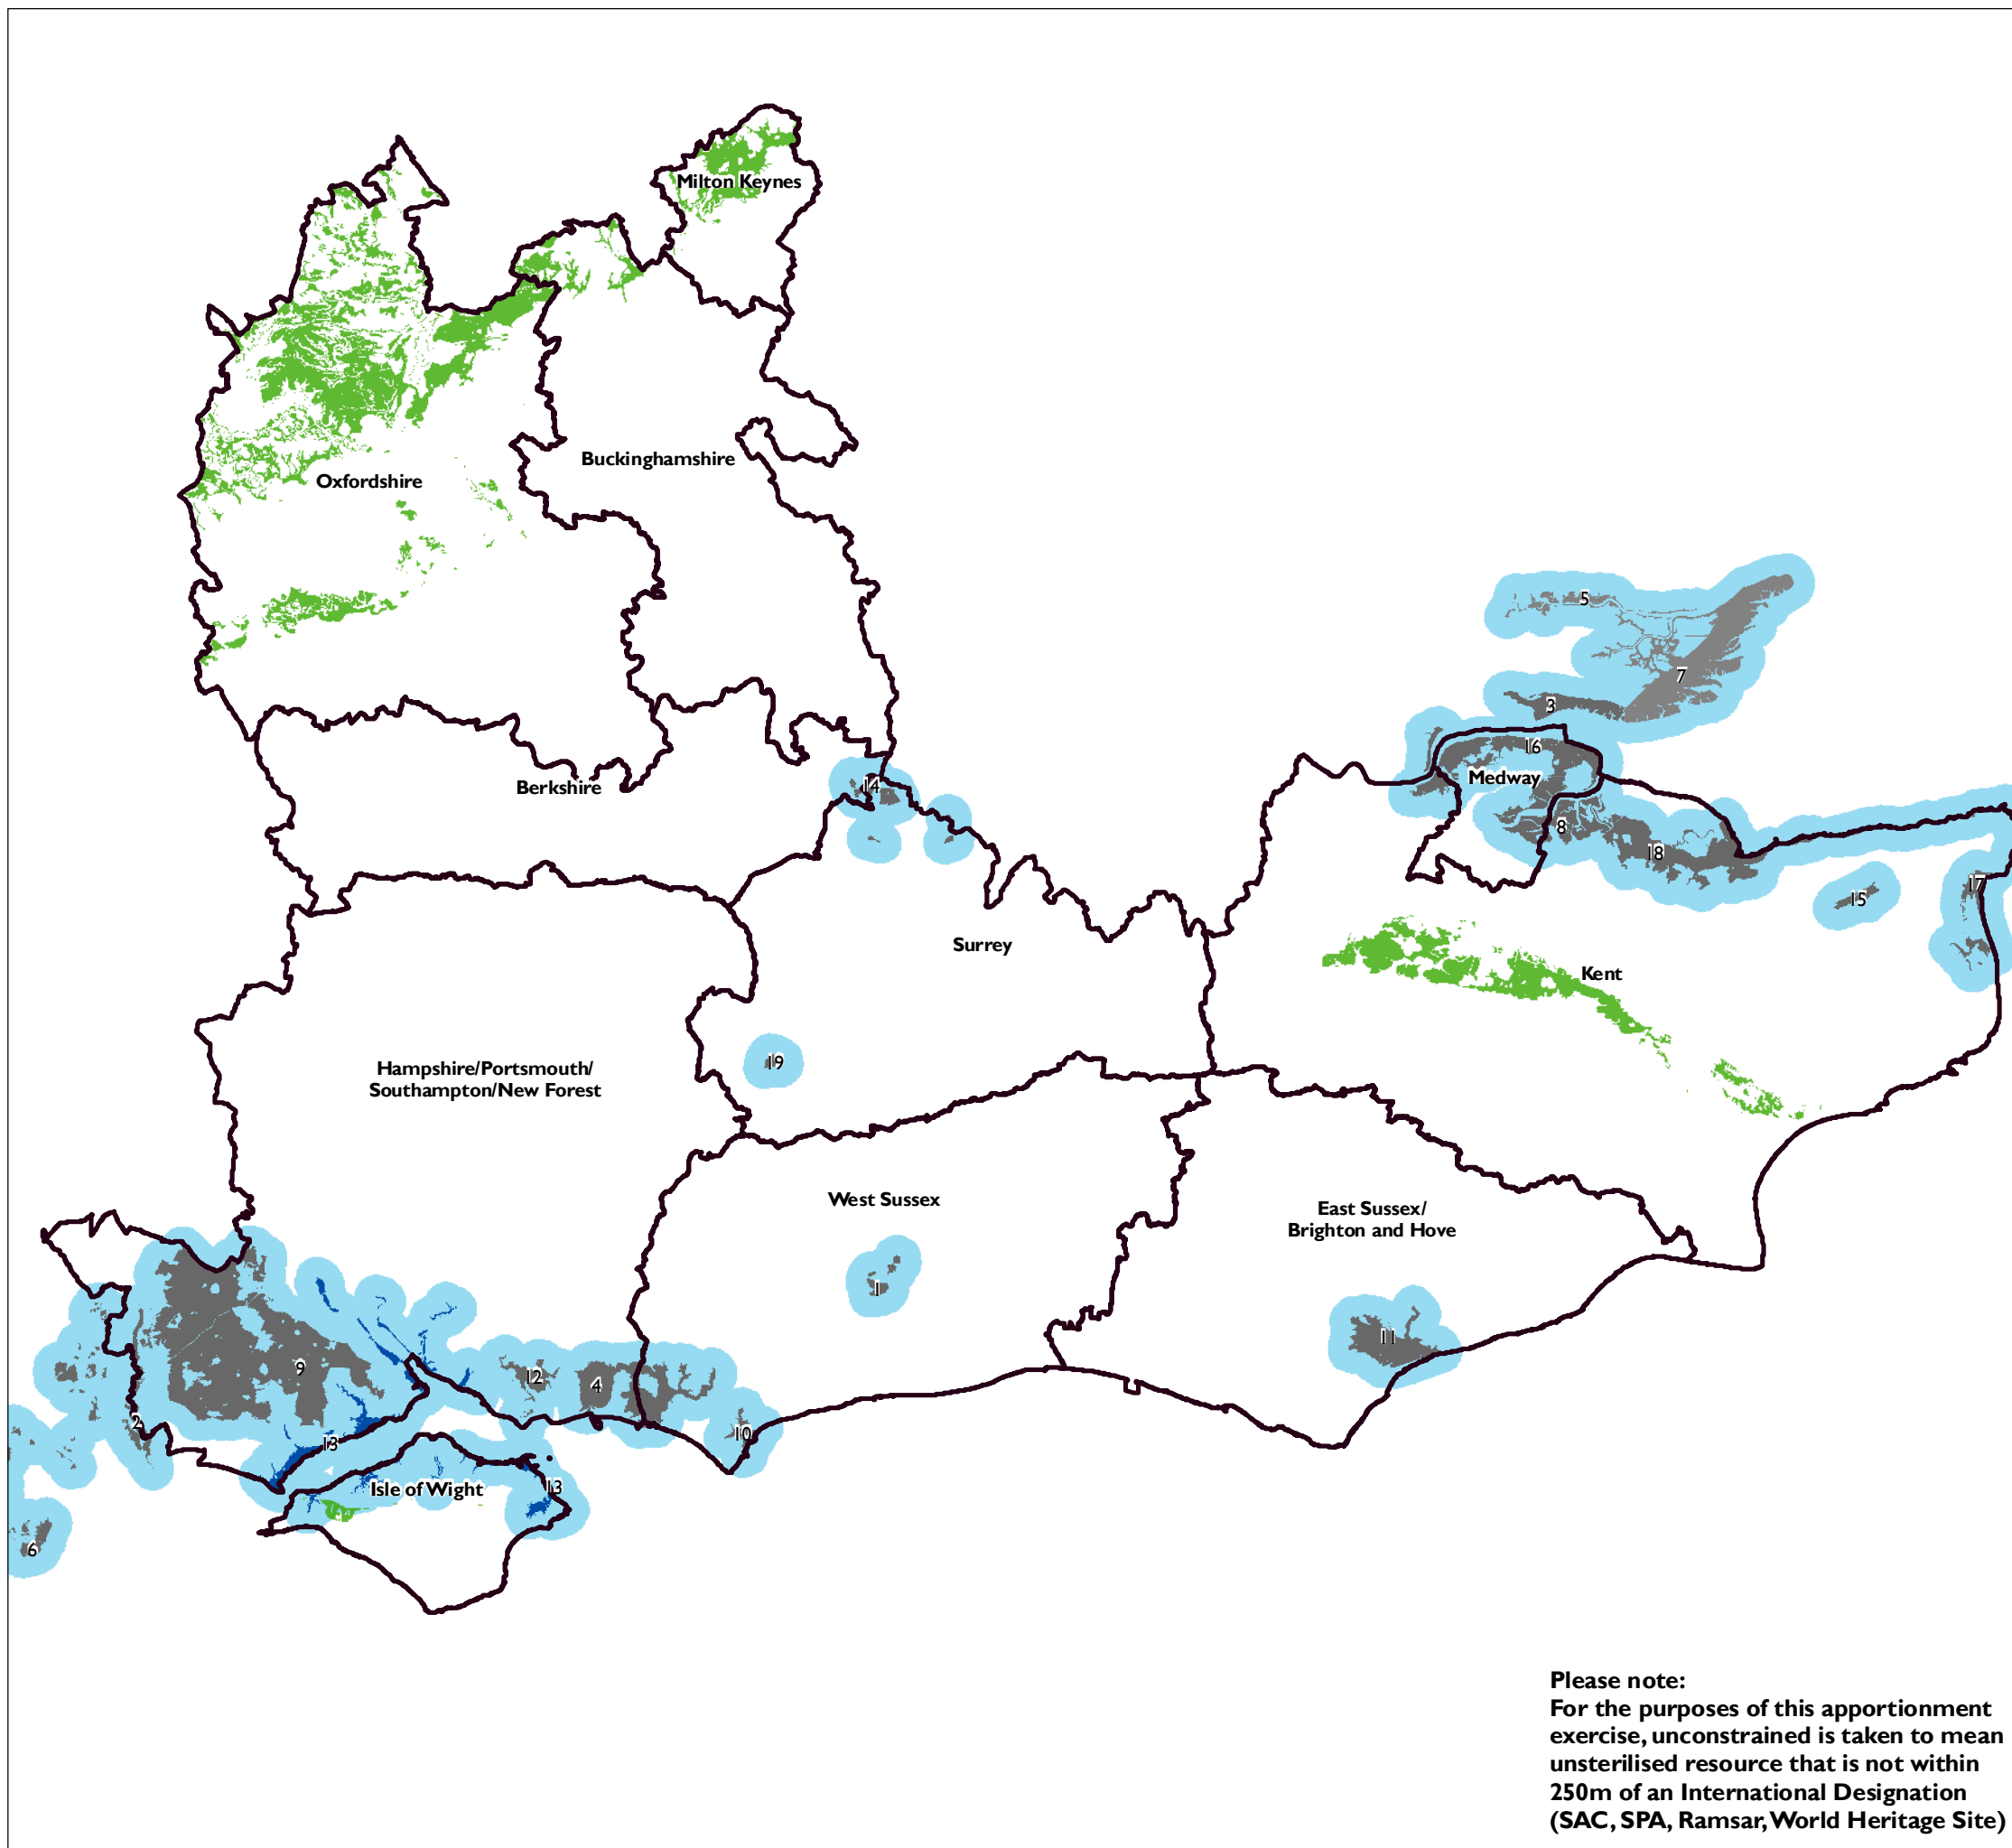 Milton Keynes
Buckinghamshire
Oxfordshire
5
7
3
16
Medway
Berkshire
14
8
18
15
17
Surrey
Kent
19
Hampshire/Portsmouth/
Southampton/New Forest
West Sussex
East Sussex/
Brighton and Hove
1
11
9
12
4
2
10
13
Isle of Wight
13
6
Please note:
For the purposes of this apportionment
exercise, unconstrained is taken to mean
unsterilised resource that is not within
250m of an International Designation
(SAC, SPA, Ramsar, World Heritage Site)